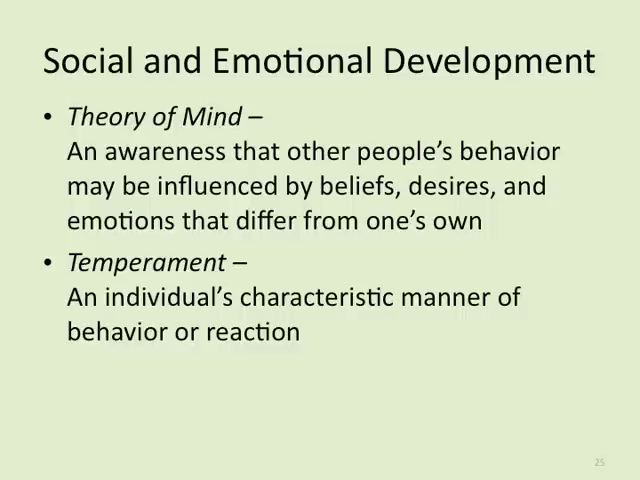 Social and Emotional Development
• Theory of Mind –
An awareness that other people’s behavior
may be influenced by beliefs, desires, and
emotions that differ from one’s own
• Temperament –
An individual’s characteristic manner of
behavior or reaction
25